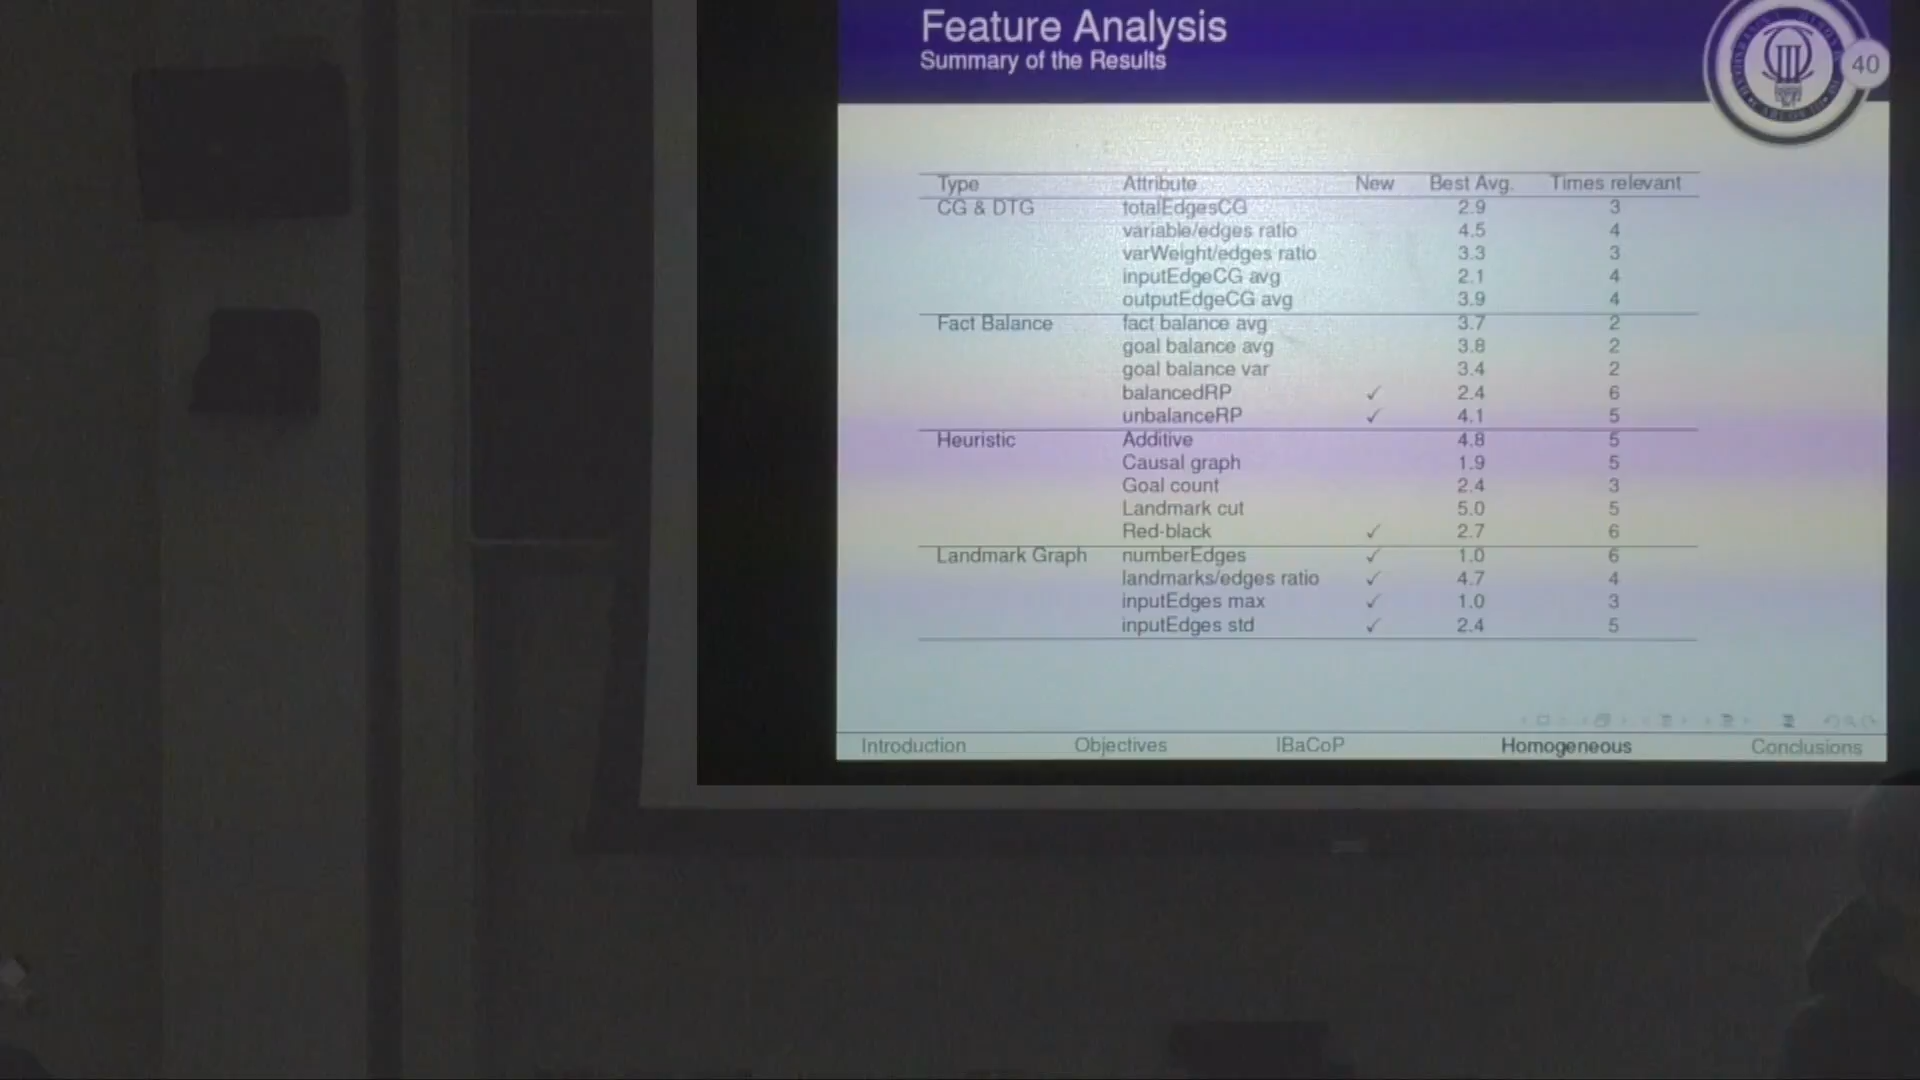 Feature Analysis
Summary of the Results
40
Type Attribute New Best Avg. Times relevant
CG & DTG totalEdgesCG 2.9 3
variable/edges ratio 4.5 4
varWeight/edges ratio 3.3 3
inputEdgeCG avg 2.1 4
outputEdgeCG avg 3.9 4
Fact Balance fact balance avg 3.7 2
goal balance avg 3.8 2
goal balance var 3.4 2
balancedRP ✓ 2.4 6
unbalanceRP ✓ 4.1 5
Heuristic Additive 4.8 5
Causal graph 1.9 5
Goal count 2.4 3
Landmark cut 5.0 5
Red-black ✓ 2.7 6
Landmark Graph numberEdges ✓ 1.0 6
landmarks/edges ratio ✓ 4.7 4
inputEdges max ✓ 1.0 3
inputEdges std ✓ 2.4 5
Introduction Objectives IBaCoP Homogeneous Conclusions